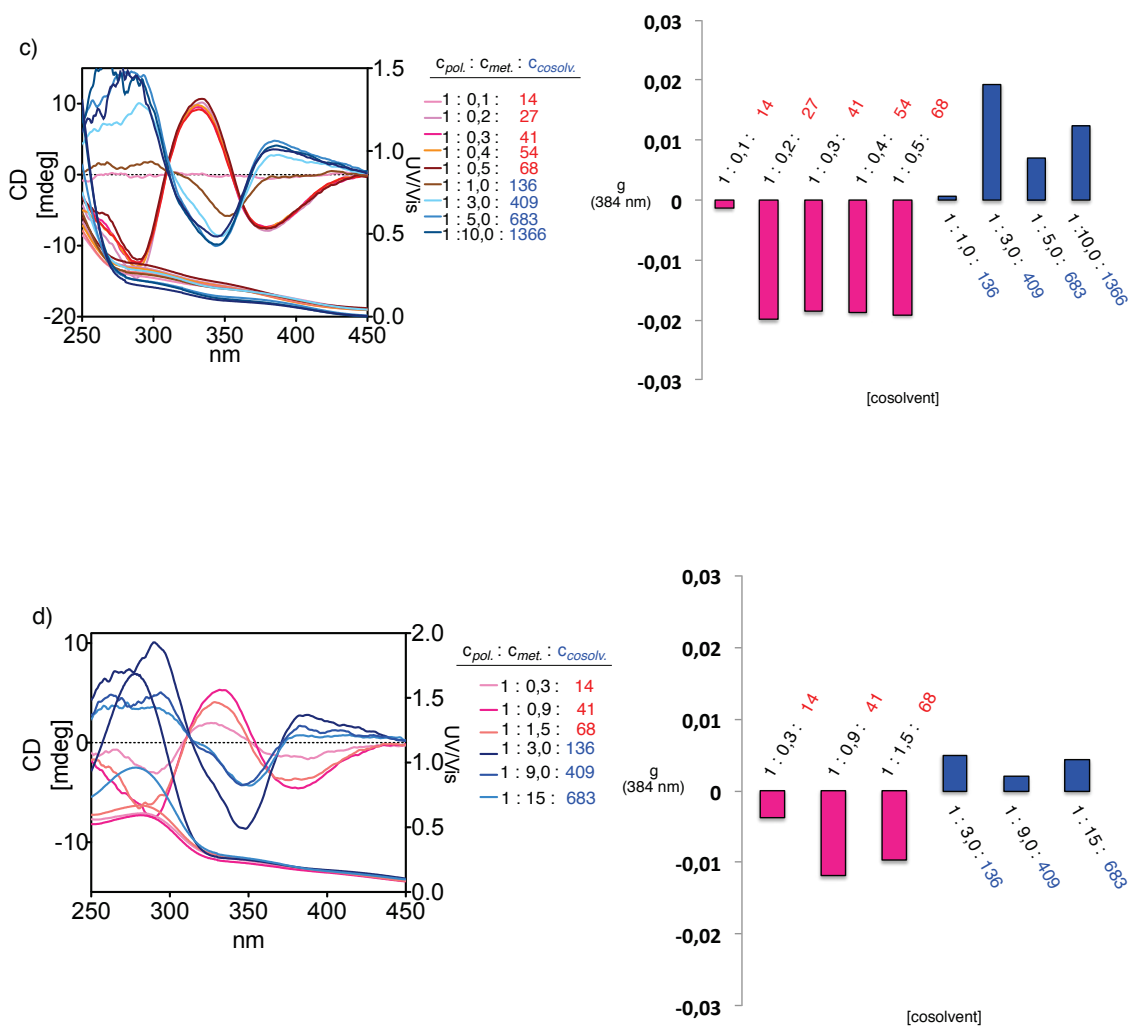 c)
CD
[mdeg]
10
0
-10
-20
250
300
350
400
450
nm
1.5
1.0
0.5
0.0
UV/Vis
cpol. : cmet. : ccosolv.
1 : 0,1 : 14
1 : 0,2 : 27
1 : 0,3 : 41
1 : 0,4 : 54
1 : 0,5 : 68
1 : 1,0 : 136
1 : 3,0 : 409
1 : 5,0 : 683
1 :10,0 : 1366
0,03
0,02
0,01
0
-0,01
-0,02
-0,03
g
(384 nm)
1 : 0,1 : 14
1 : 0,2 : 27
1 : 0,3 : 41
1 : 0,4 : 54
1 : 0,5 : 68
1 : 1,0 : 136
1 : 3,0 : 409
1 : 5,0 : 683
1 : 10,0 : 1366
[cosolvent]
d)
CD
[mdeg]
10
0
-10
250
300
350
400
450
nm
2.0
1.5
1.0
0.5
0.0
UV/Vis
cpol. : cmet. : ccosolv.
1 : 0,3 : 14
1 : 0,9 : 41
1 : 1,5 : 68
1 : 3,0 : 136
1 : 9,0 : 409
1 : 15 : 683
0,03
0,02
0,01
0
-0,01
-0,02
-0,03
g
(384 nm)
1 : 0,3 : 14
1 : 0,9 : 41
1 : 1,5 : 68
1 : 3,0 : 136
1 : 9,0 : 409
1 : 15 : 683
[cosolvent]